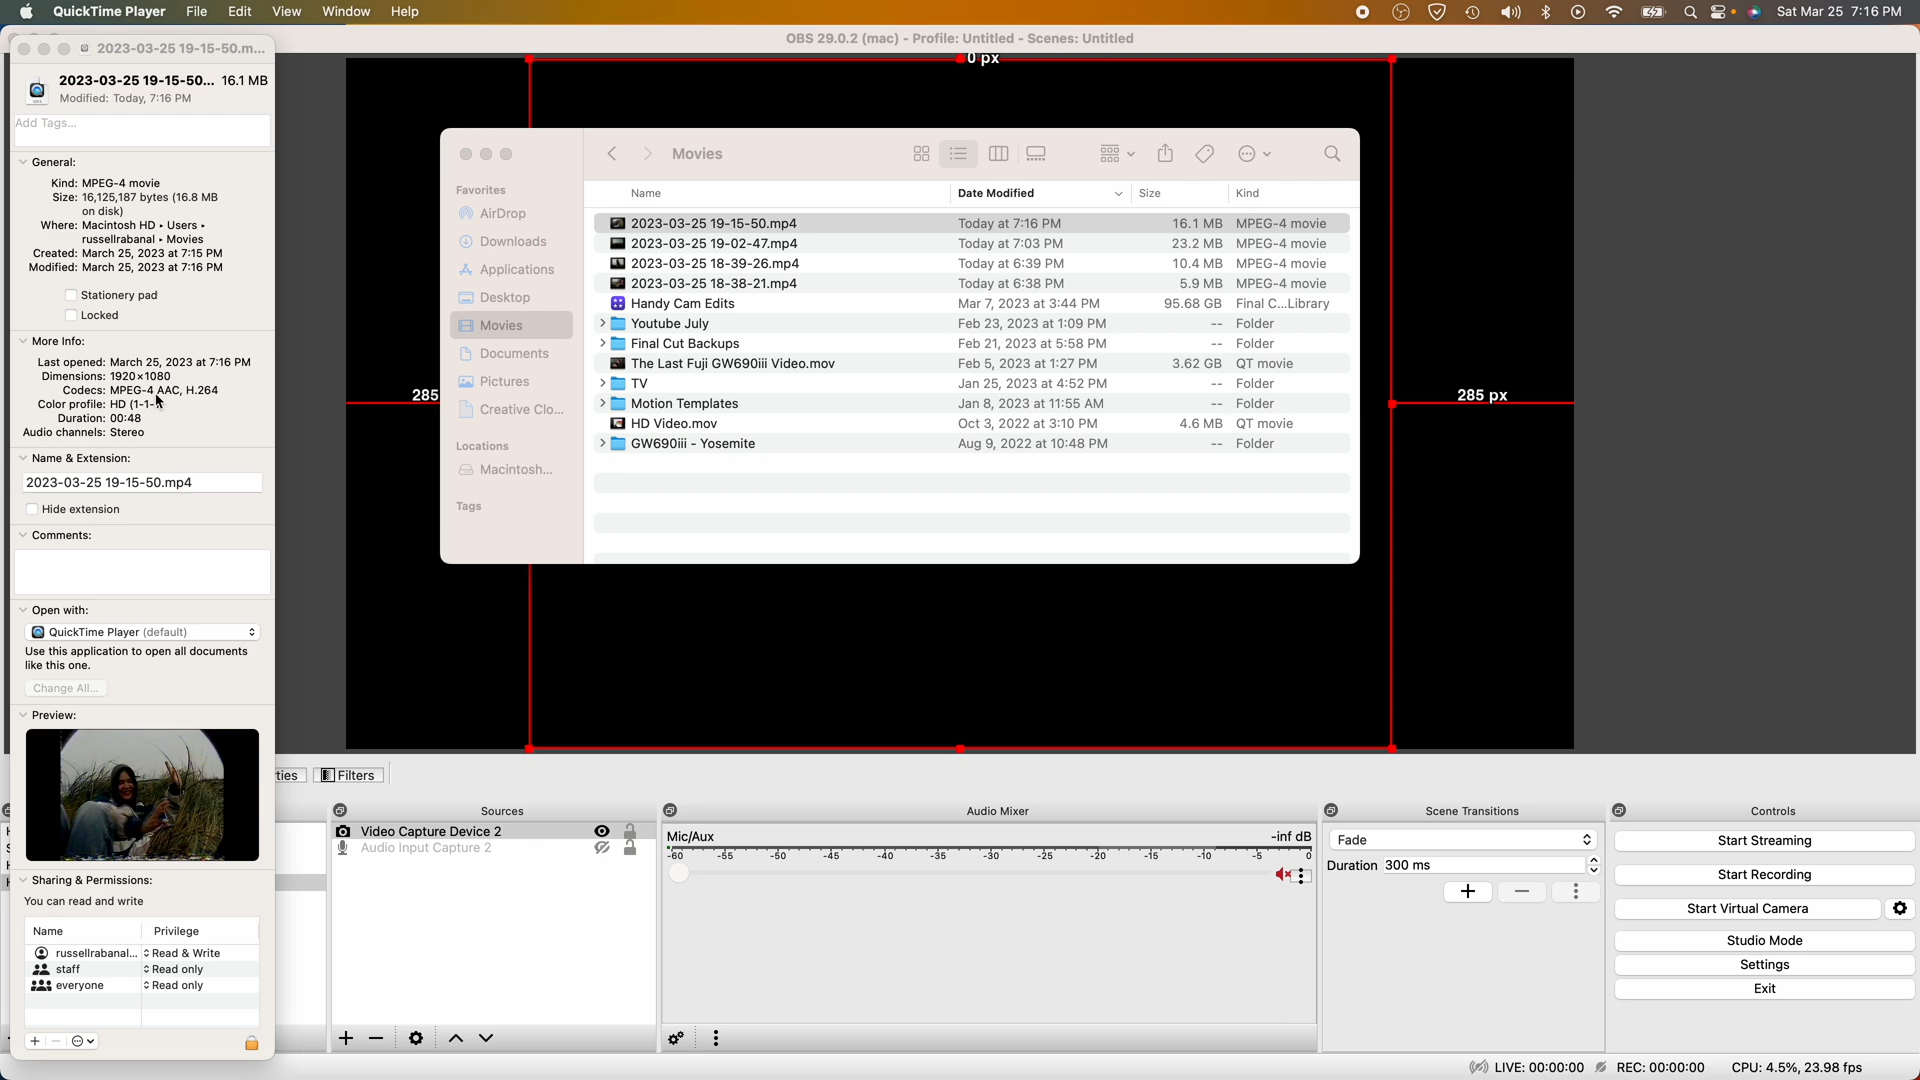 QuickTime Player File Edit View Window Help
Sat Mar 25 7:16 PM
OBS 29.0.2 (mac) - Profile: Untitled - Scenes: Untitled
2023-03-25 19-15-50.m...
2023-03-25 19-15-50... 16.1 MB
Modified: Today, 7:16 PM
Add Tags...
General:
Kind: MPEG-4 movie
Size: 16,125,187 bytes (16.8 MB
on disk)
Where: Macintosh HD ▸ Users ▸
russellrabanal ▸ Movies
Created: March 25, 2023 at 7:15 PM
Modified: March 25, 2023 at 7:16 PM
Stationery pad
Locked
More Info:
Last opened: March 25, 2023 at 7:16 PM
Dimensions: 1920×1080
Codecs: MPEG-4 AAC, H.264
Color profile: HD (1-1-
Duration: 00:48
Audio channels: Stereo
Name & Extension:
2023-03-25 19-15-50.mp4
Hide extension
Comments:
Open with:
QuickTime Player (default)
Use this application to open all documents
like this one.
Change All...
Preview:
Sharing & Permissions:
You can read and write
Name Privilege
russellrabanal... Read & Write
staff Read only
everyone Read only
0 px
285
285 px
Movies
Favorites
AirDrop
Downloads
Applications
Desktop
Movies
Documents
Pictures
Creative Clo...
Locations
Macintosh...
Tags
Name Date Modified Size Kind
2023-03-25 19-15-50.mp4 Today at 7:16 PM 16.1 MB MPEG-4 movie
2023-03-25 19-02-47.mp4 Today at 7:03 PM 23.2 MB MPEG-4 movie
2023-03-25 18-39-26.mp4 Today at 6:39 PM 10.4 MB MPEG-4 movie
2023-03-25 18-38-21.mp4 Today at 6:38 PM 5.9 MB MPEG-4 movie
Handy Cam Edits Mar 7, 2023 at 3:44 PM 95.68 GB Final C...Library
Youtube July Feb 23, 2023 at 1:09 PM -- Folder
Final Cut Backups Feb 21, 2023 at 5:58 PM -- Folder
The Last Fuji GW690iii Video.mov Feb 5, 2023 at 1:27 PM 3.62 GB QT movie
TV Jan 25, 2023 at 4:52 PM -- Folder
Motion Templates Jan 8, 2023 at 11:55 AM -- Folder
HD Video.mov Oct 3, 2022 at 3:10 PM 4.6 MB QT movie
GW690iii - Yosemite Aug 9, 2022 at 10:48 PM -- Folder
ties Filters
Sources
Video Capture Device 2
Audio Input Capture 2
Audio Mixer
Mic/Aux -inf dB
-60 -55 -50 -45 -40 -35 -30 -25 -20 -15 -10 -5 0
Scene Transitions
Fade
Duration 300 ms
Controls
Start Streaming
Start Recording
Start Virtual Camera
Studio Mode
Settings
Exit
LIVE: 00:00:00 REC: 00:00:00 CPU: 4.5%, 23.98 fps